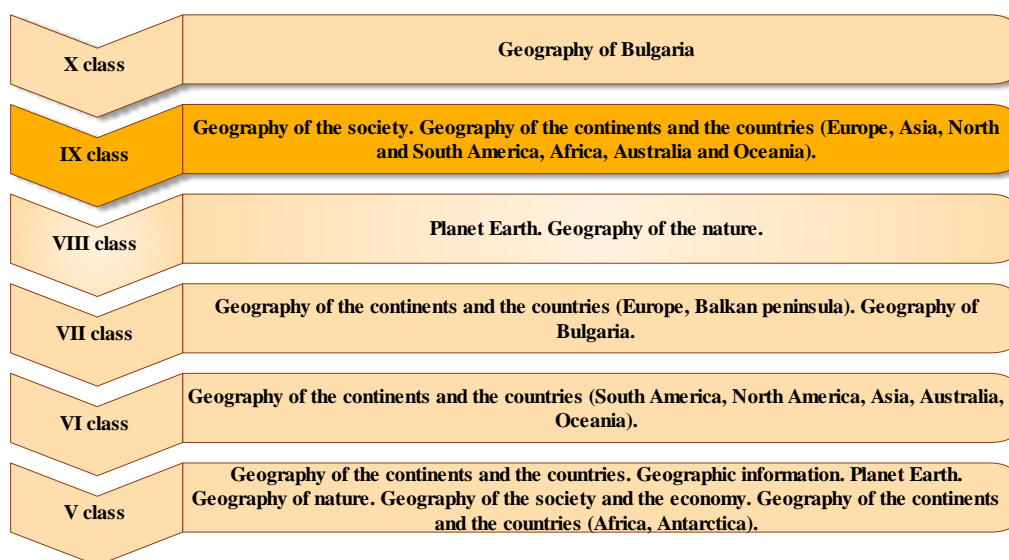 X class
Geography of Bulgaria
IX class
Geography of the society. Geography of the continents and the countries (Europe, Asia, North
and South America, Africa, Australia and Oceania).
VIII class
Planet Earth. Geography of the nature.
VII class
Geography of the continents and the countries (Europe, Balkan peninsula). Geography of
Bulgaria.
VI class
Geography of the continents and the countries (South America, North America, Asia, Australia,
Oceania).
V class
Geography of the continents and the countries. Geographic information. Planet Earth.
Geography of nature. Geography of the society and the economy. Geography of the continents
and the countries (Africa, Antarctica).